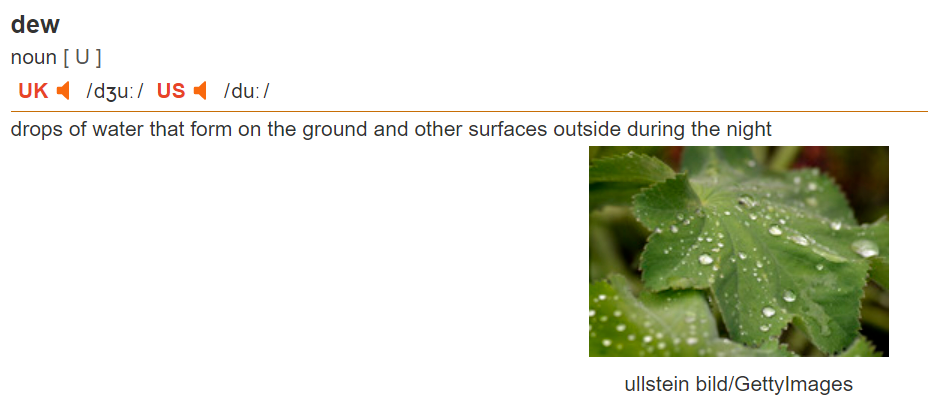 dew
noun [ U ]
UK /dʒuː/ US /duː/
drops of water that form on the ground and other surfaces outside during the night
ullstein bild/GettyImages